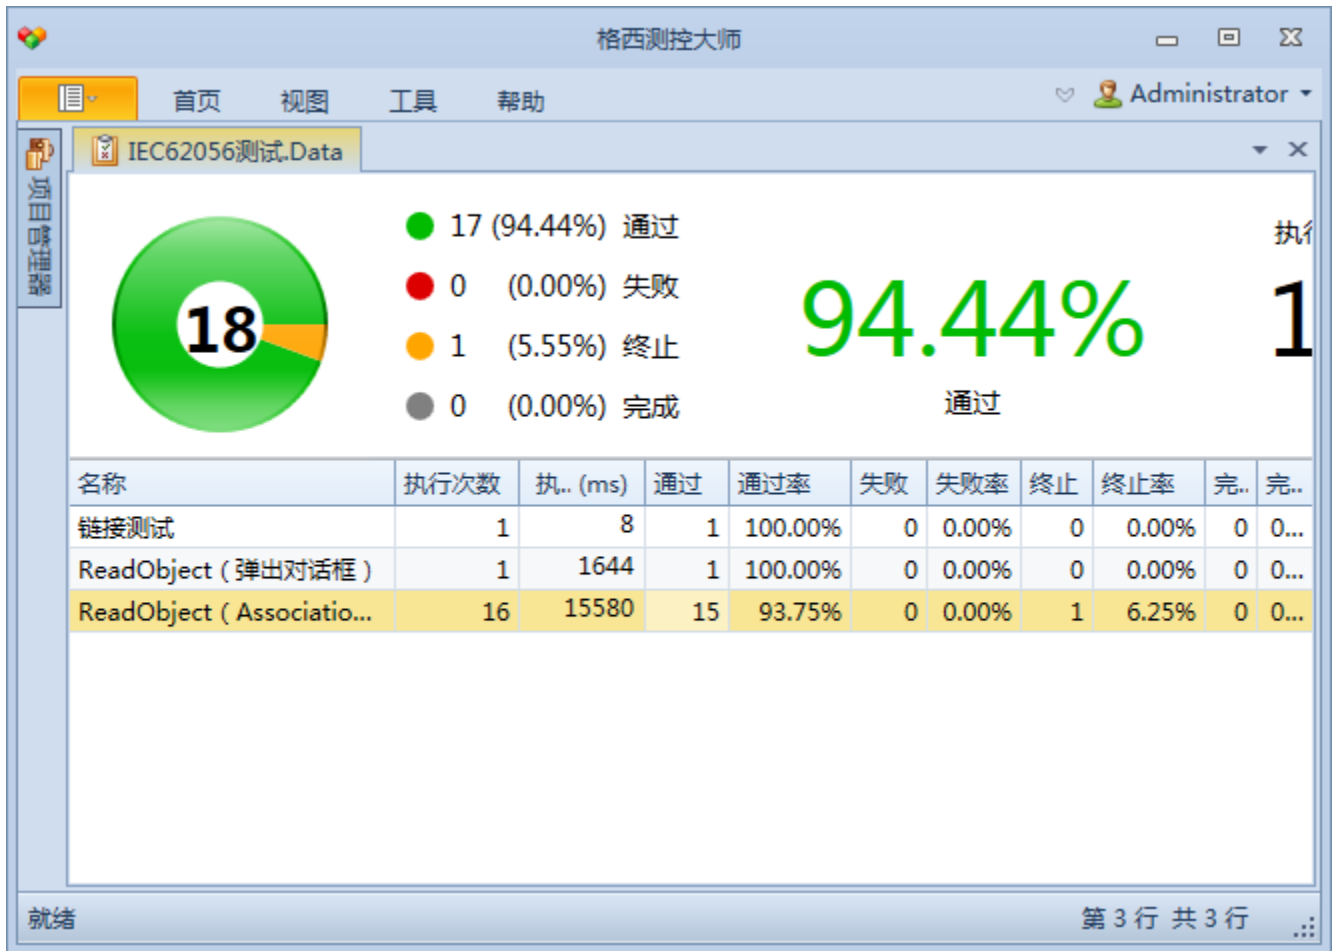 格西测控大师
首页 视图 工具 帮助 Administrator
IEC62056测试.Data
项目管理器
17 (94.44%) 通过
0 (0.00%) 失败
1 (5.55%) 终止
0 (0.00%) 完成
18
94.44%
通过
执行
1
名称 执行次数 执.. (ms) 通过 通过率 失败 失败率 终止 终止率 完.. 完..
链接测试 1 8 1 100.00% 0 0.00% 0 0.00% 0 0...
ReadObject ( 弹出对话框 ) 1 1644 1 100.00% 0 0.00% 0 0.00% 0 0...
ReadObject ( Associatio... 16 15580 15 93.75% 0 0.00% 1 6.25% 0 0...
就绪 第 3 行 共 3 行